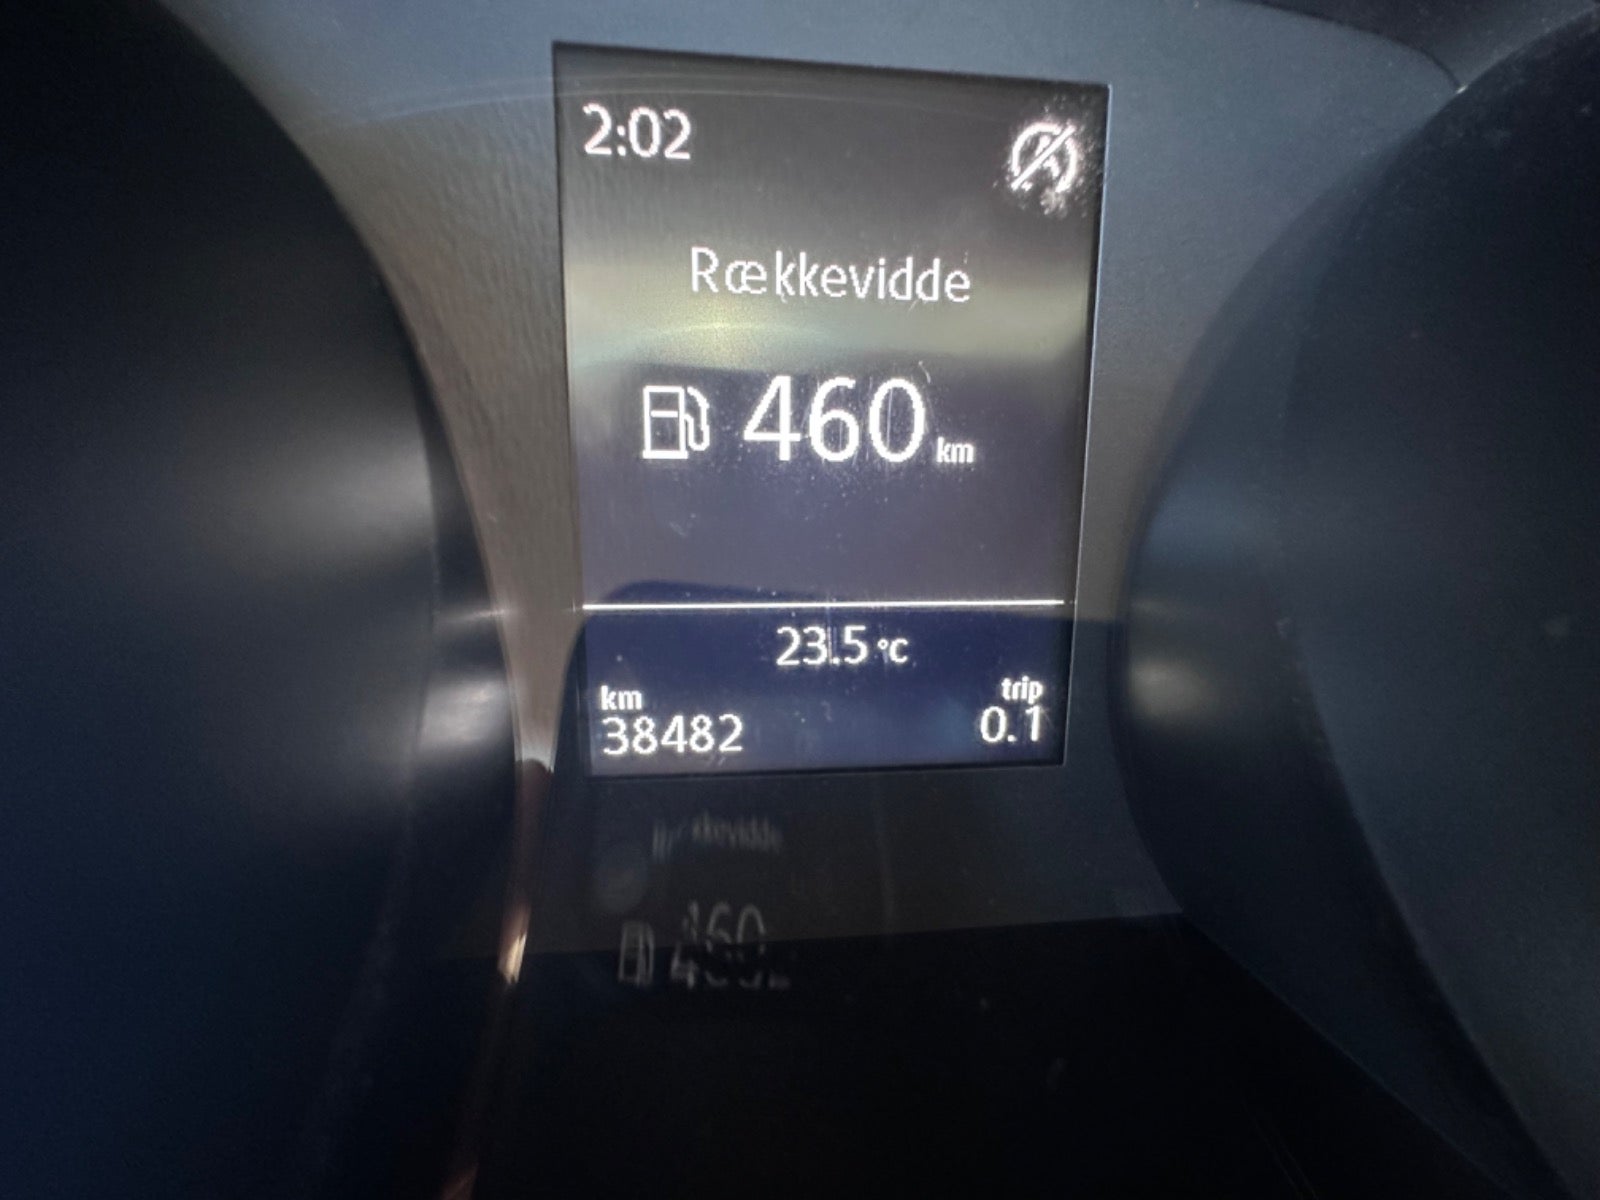 2:02
Rækkevidde
460 km
23.5 °C
km
trip
38482
0.1